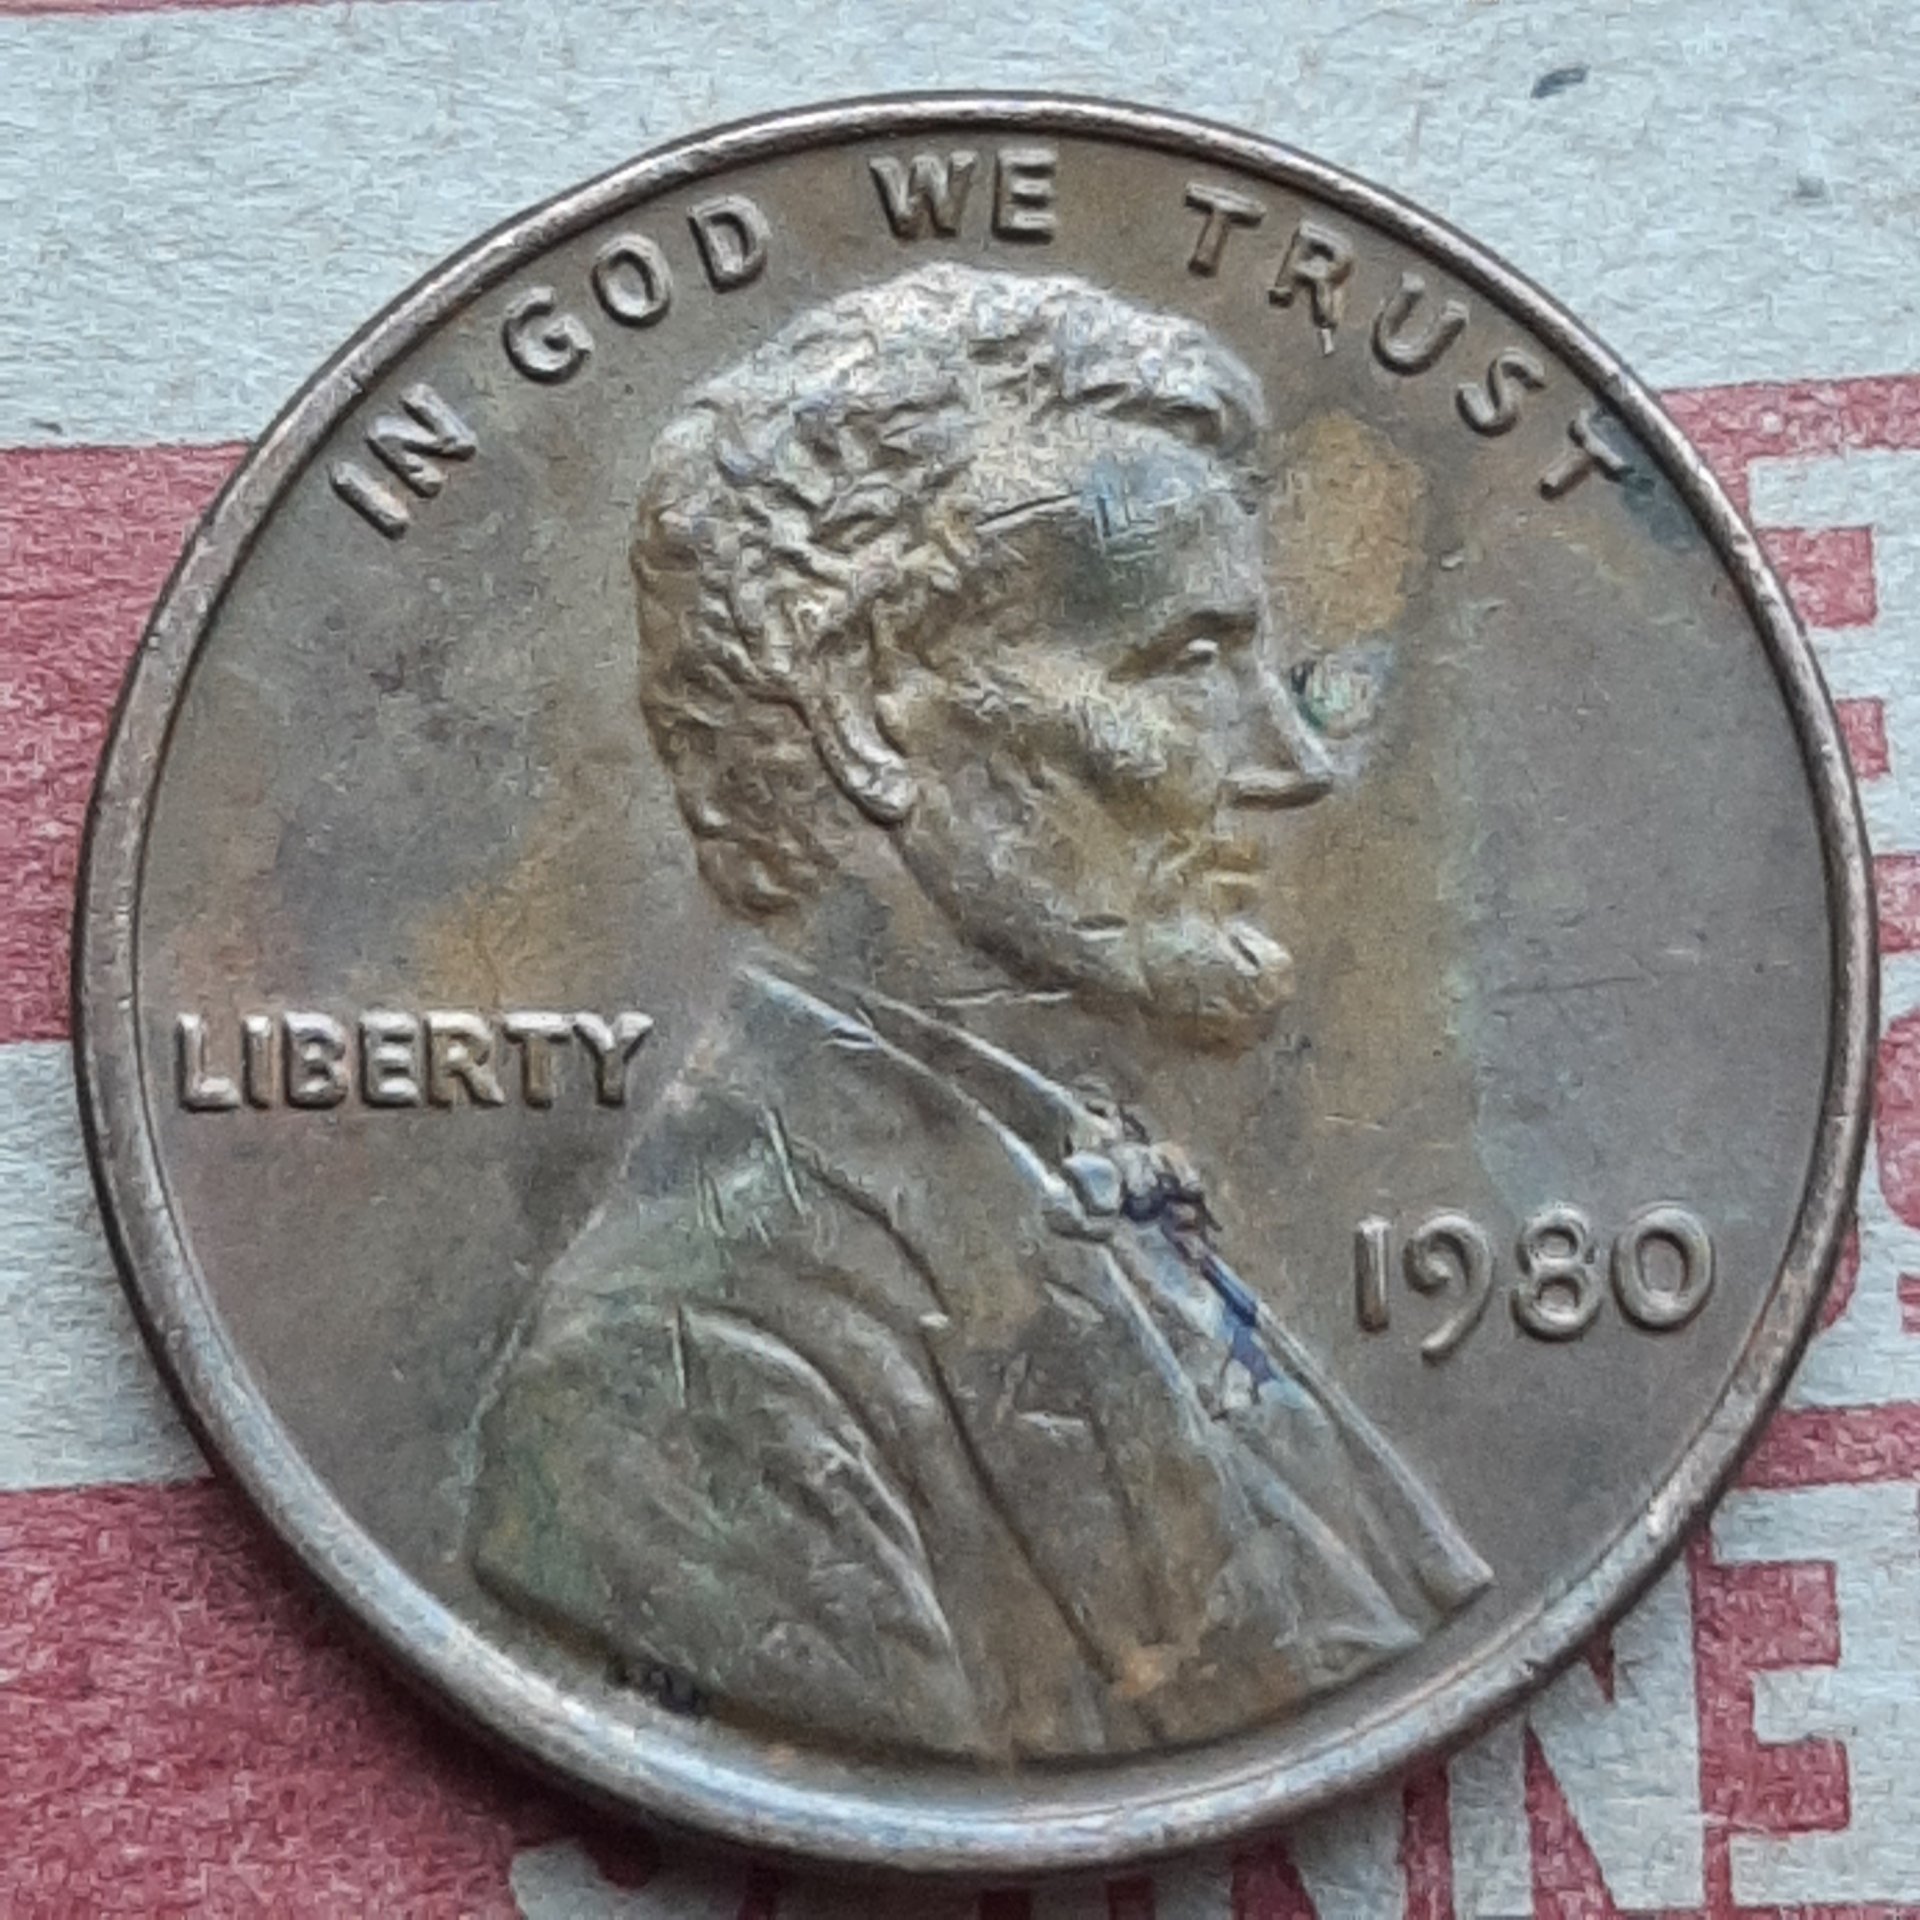 IN GOD WE TRUST
LIBERTY
1980